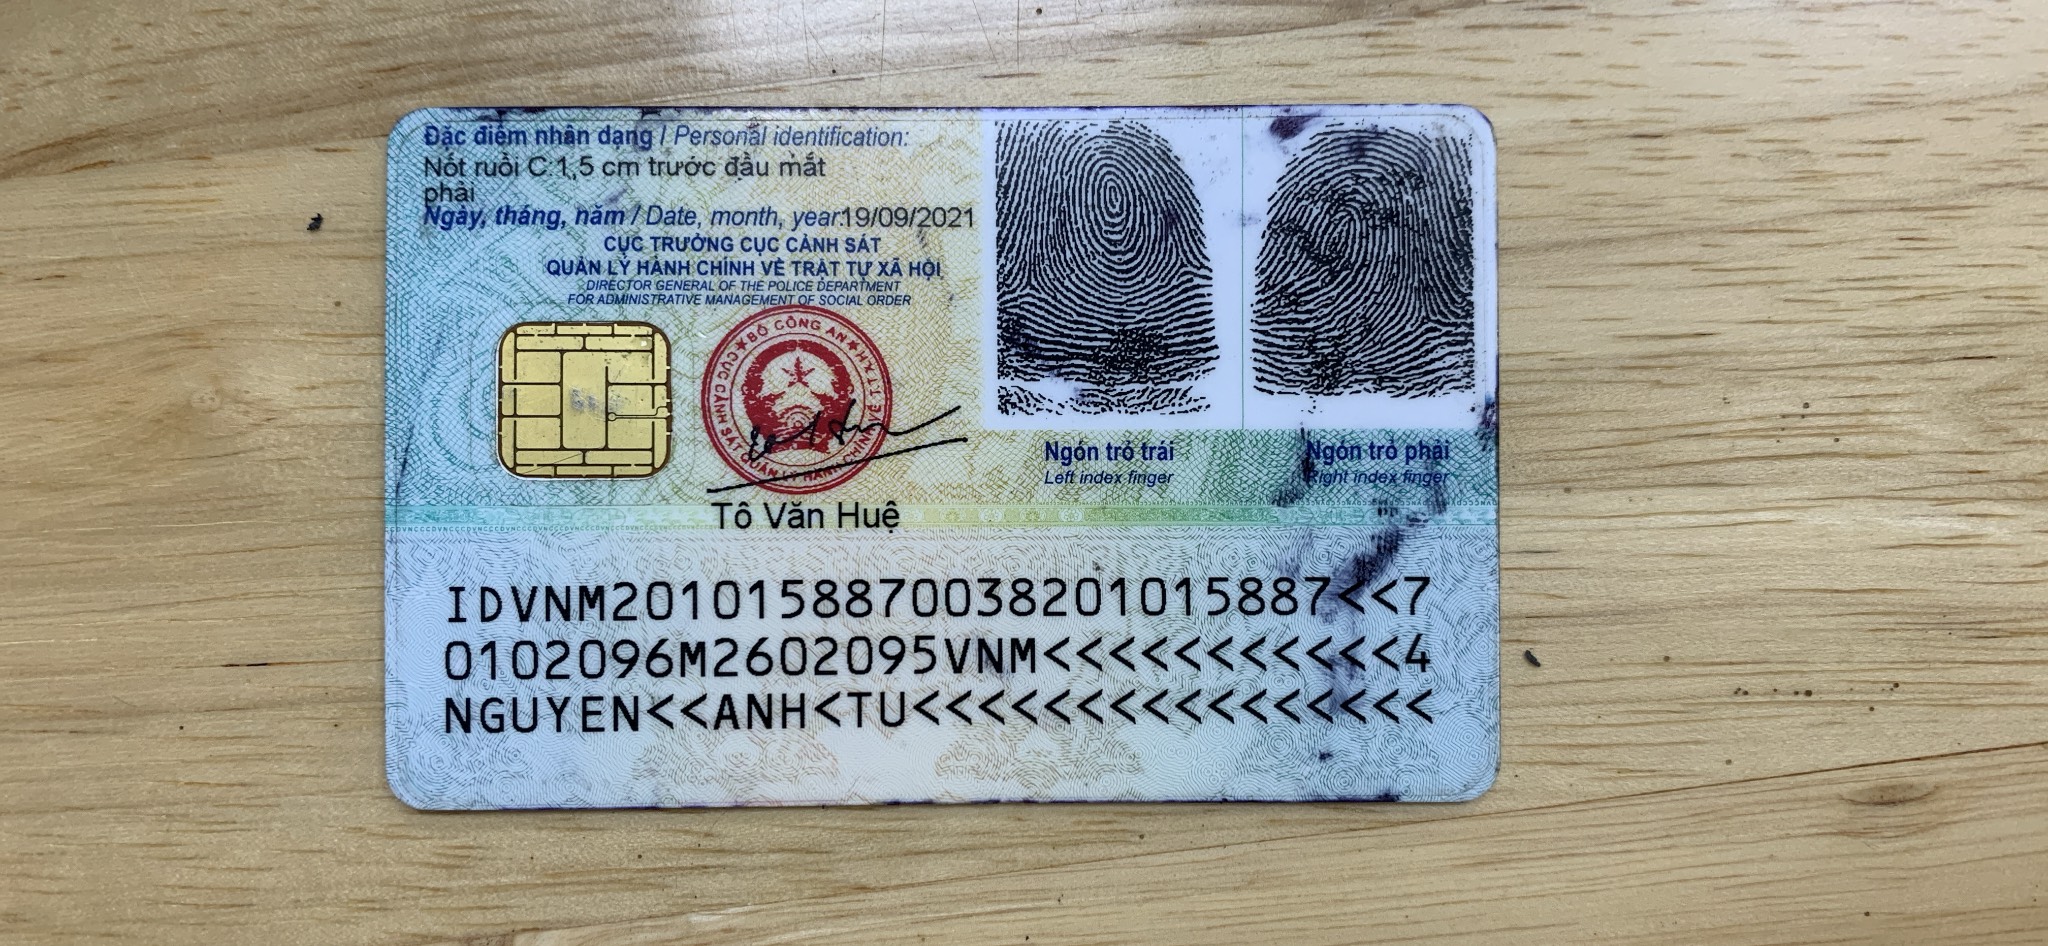 Đặc điểm nhân dạng / Personal identification:
Nốt ruồi C:1,5 cm trước đầu mắt
phải
Ngày, tháng, năm / Date, month, year:19/09/2021
CỤC TRƯỞNG CỤC CẢNH SÁT
QUẢN LÝ HÀNH CHÍNH VỀ TRẬT TỰ XÃ HỘI
DIRECTOR GENERAL OF THE POLICE DEPARTMENT
FOR ADMINISTRATIVE MANAGEMENT OF SOCIAL ORDER
BỘ CÔNG AN
CỤC CẢNH SÁT QUẢN LÝ HÀNH CHÍNH VỀ TTXH
Tô Văn Huệ
Ngón trỏ trái
Left index finger
Ngón trỏ phải
Right index finger
IDVNM2010158870038201015887<<7
0102096M2602095VNM<<<<<<<<<<<4
NGUYEN<<ANH<TU<<<<<<<<<<<<<<<<